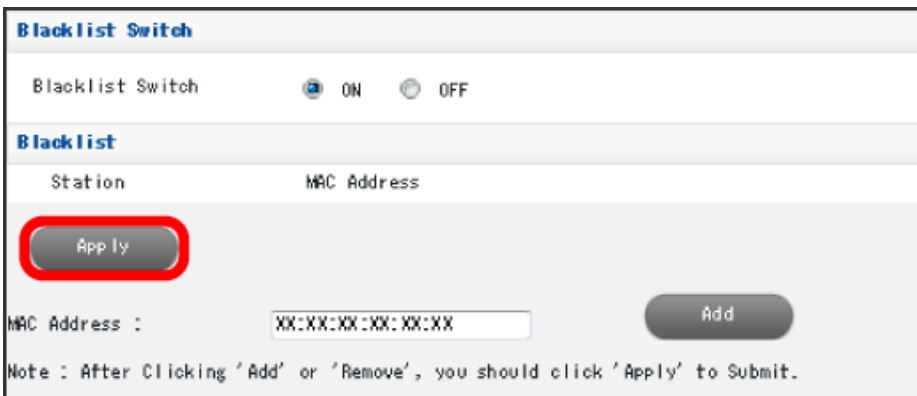 Blacklist Switch
Blacklist Switch ON OFF
Blacklist
Station MAC Address
Apply
MAC Address : XX:XX:XX:XX:XX:XX Add
Note : After Clicking 'Add' or 'Remove', you should click 'Apply' to Submit.